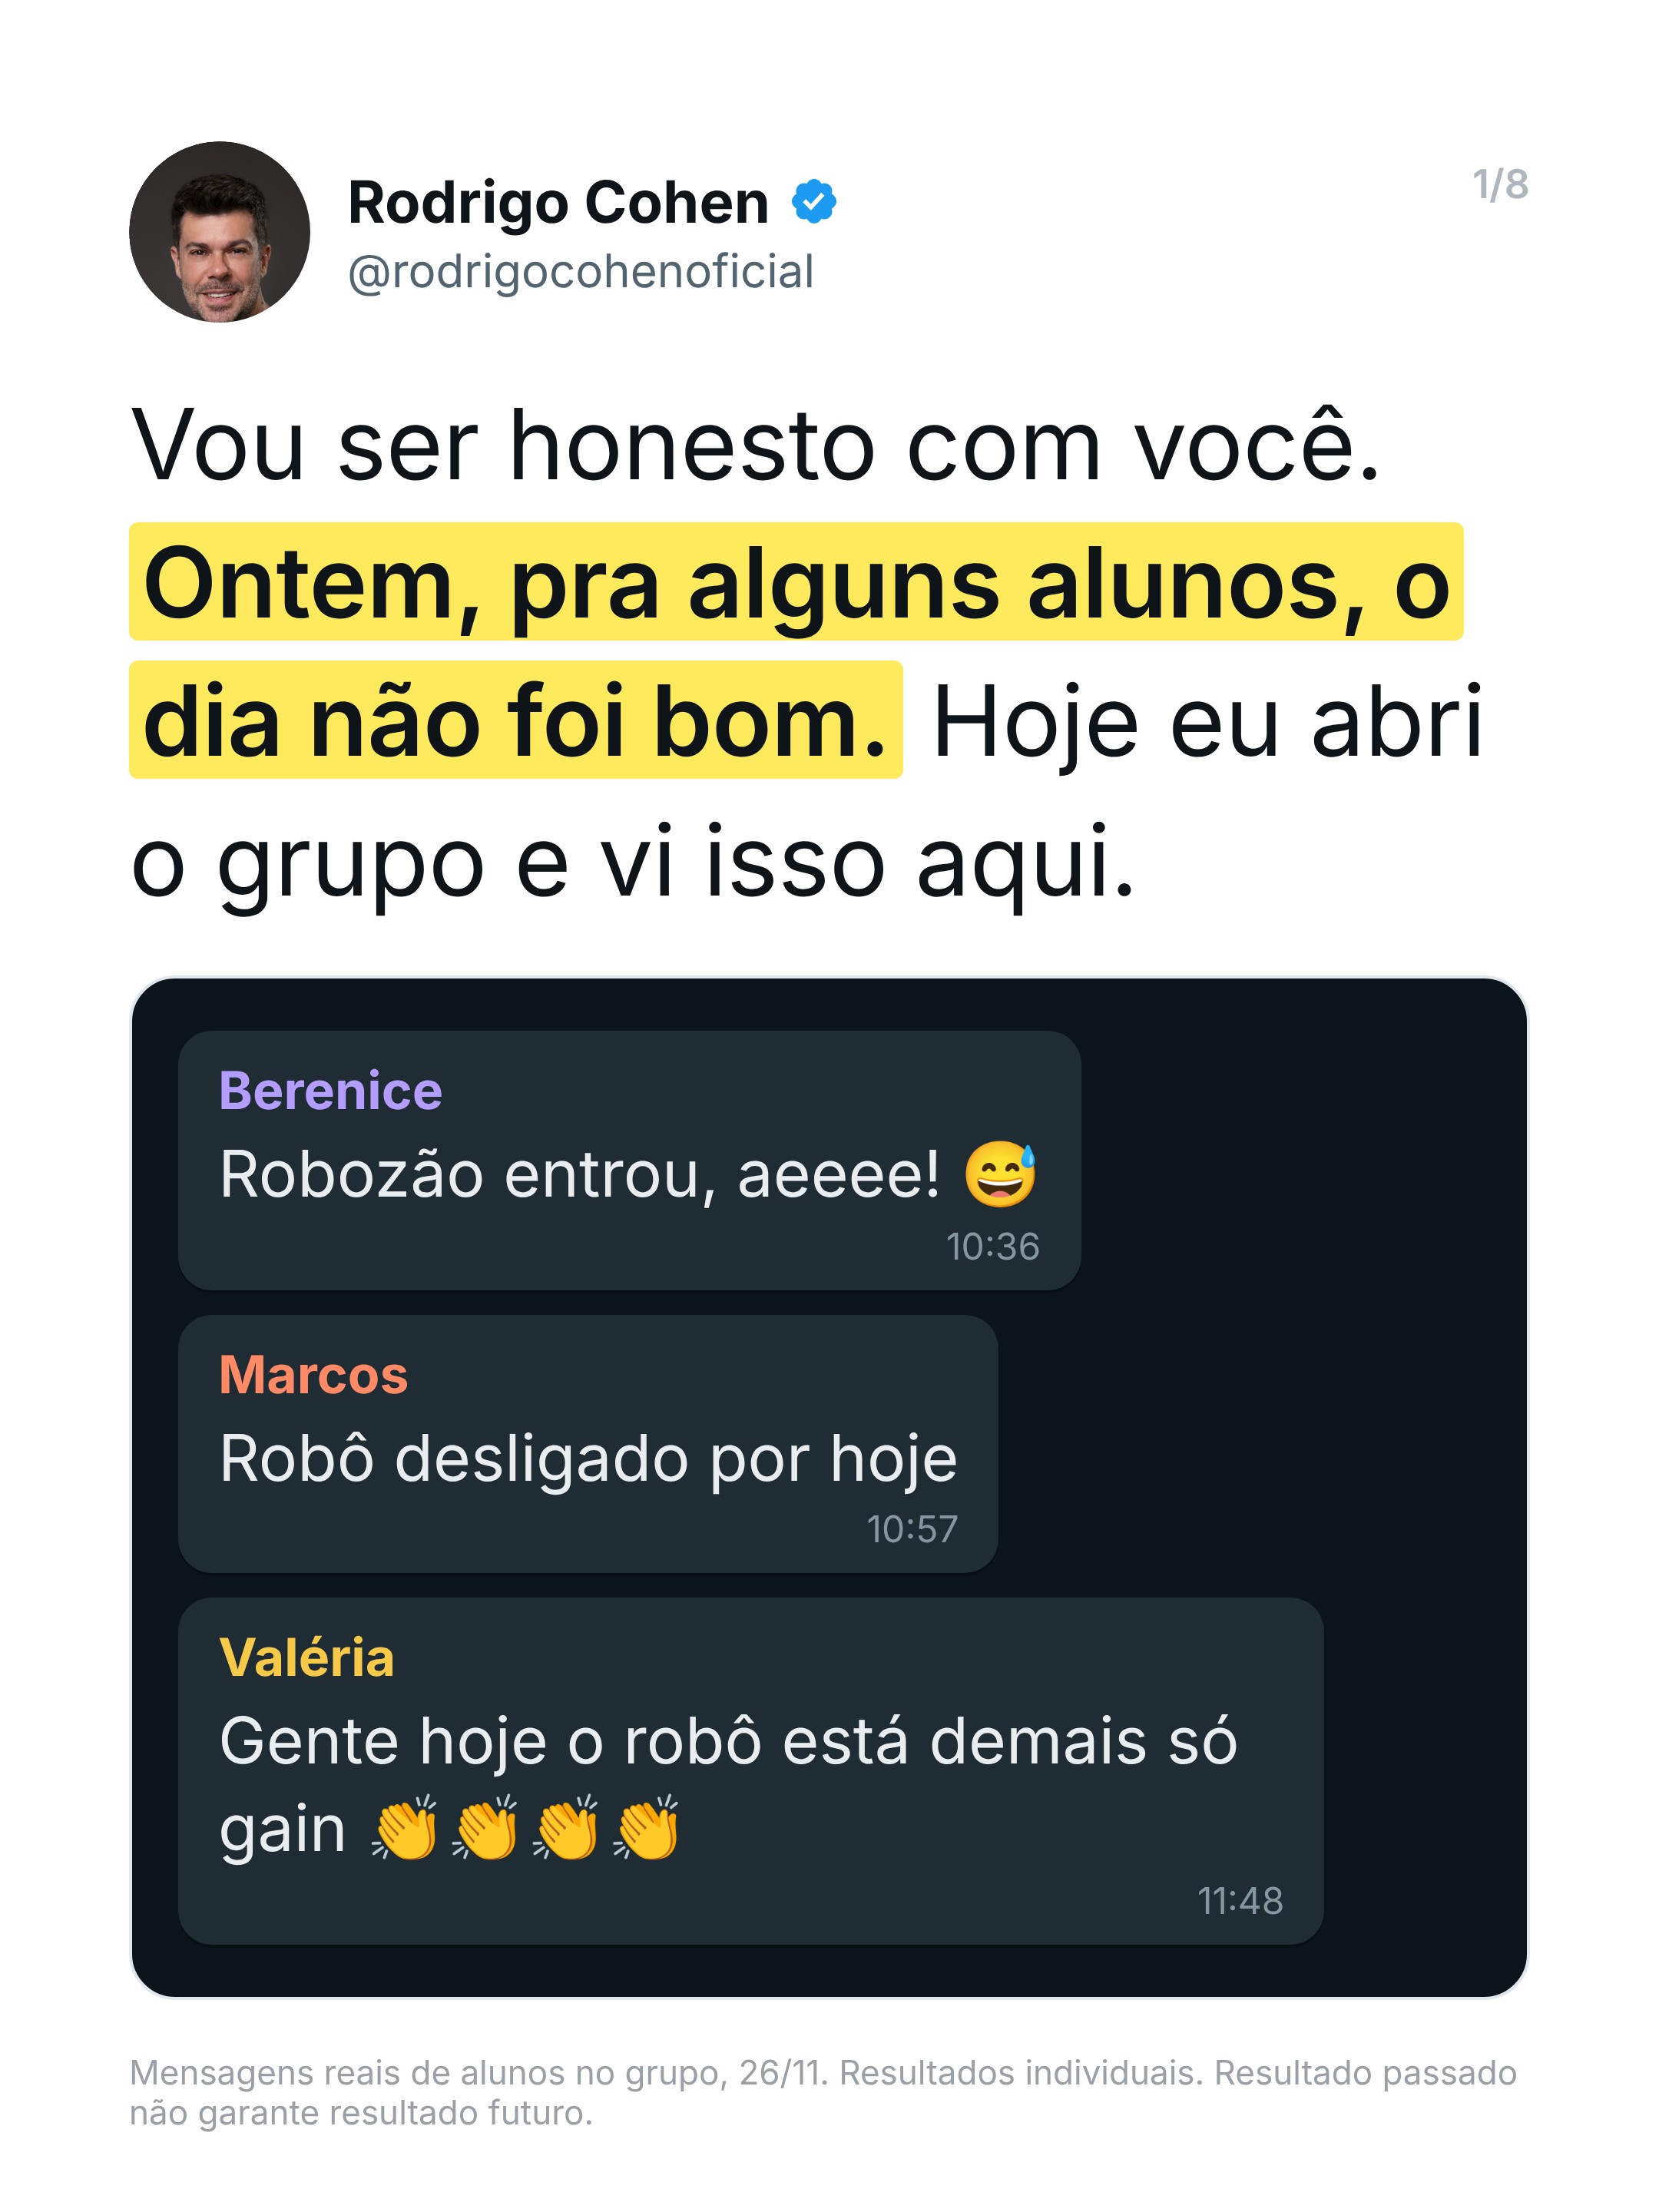 Rodrigo Cohen
@rodrigocohenoficial
1/8
Vou ser honesto com você.
Ontem, pra alguns alunos, o
dia não foi bom. Hoje eu abri
o grupo e vi isso aqui.
Berenice
Robozão entrou, aeeee! 😅
10:36
Marcos
Robô desligado por hoje
10:57
Valéria
Gente hoje o robô está demais só
gain 👏👏👏👏
11:48
Mensagens reais de alunos no grupo, 26/11. Resultados individuais. Resultado passado
não garante resultado futuro.